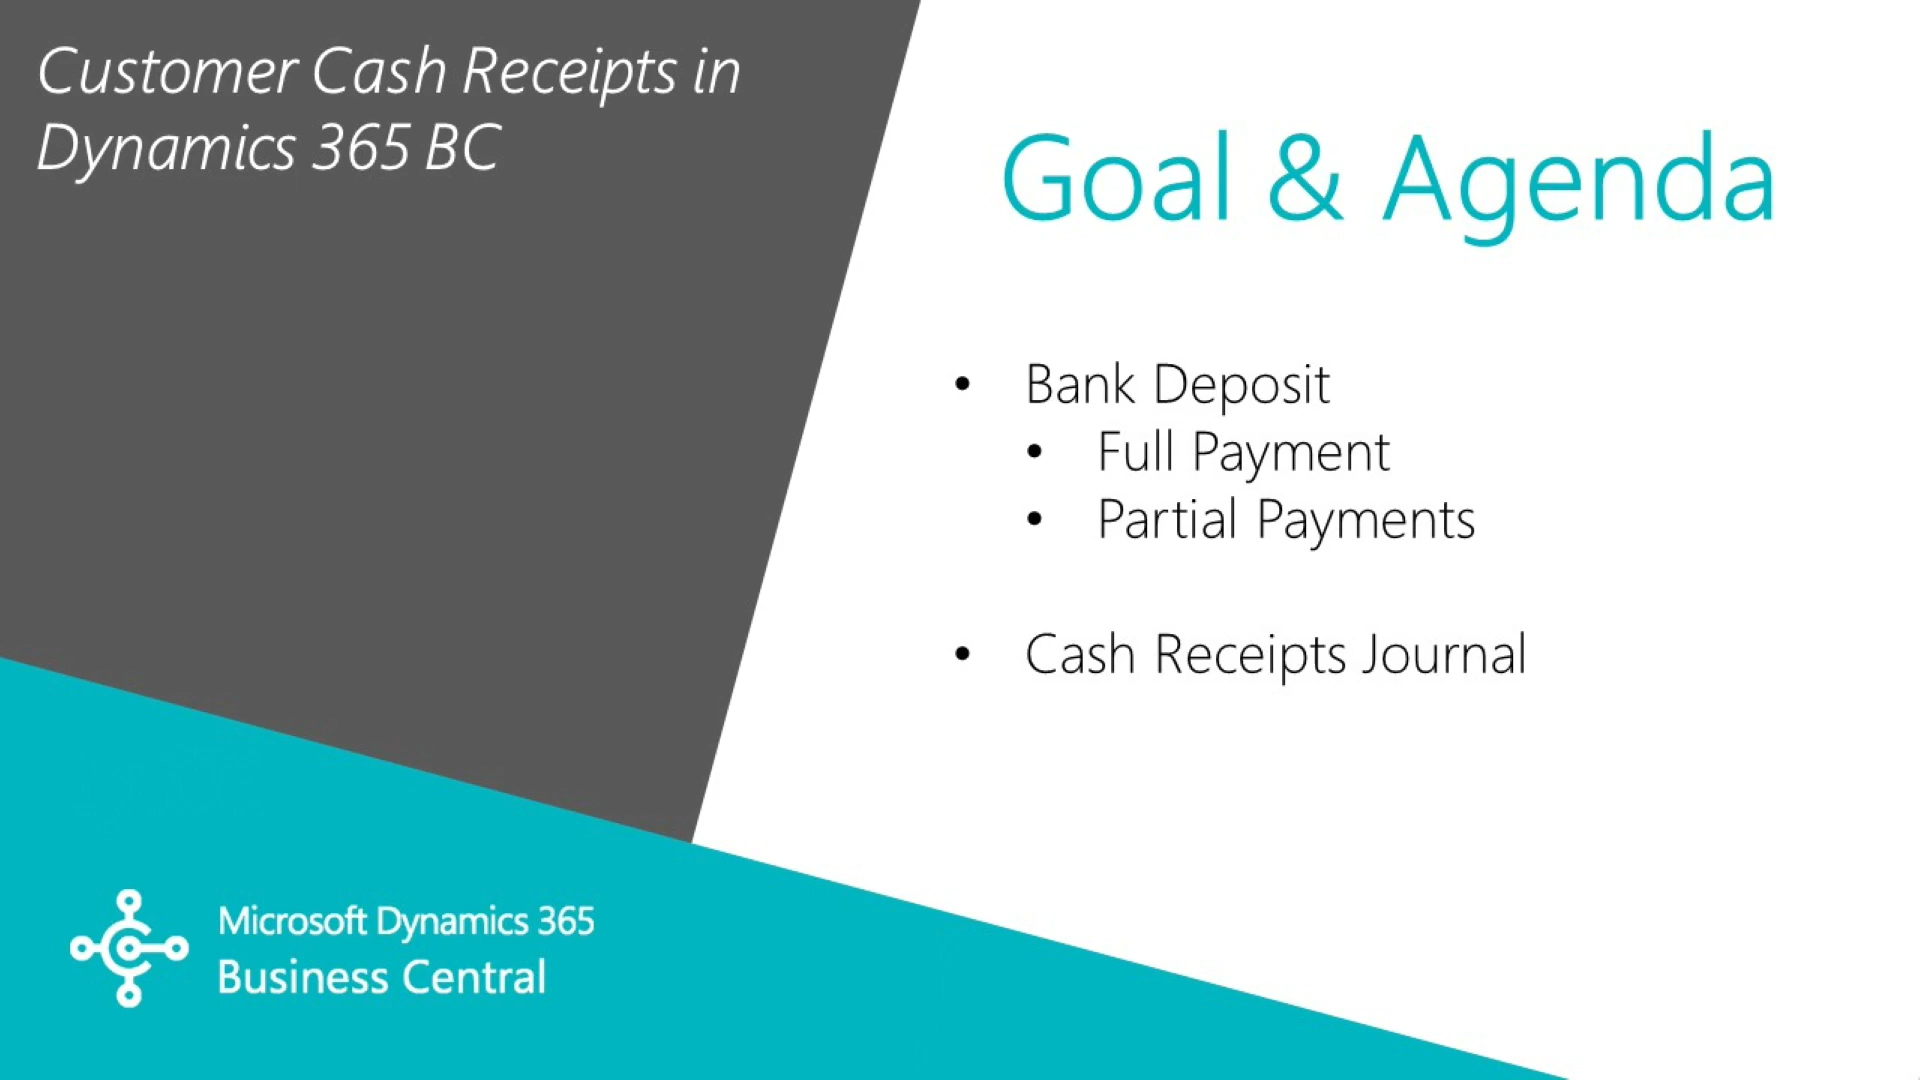 Customer Cash Receipts in
Dynamics 365 BC
Goal & Agenda
• Bank Deposit
• Full Payment
• Partial Payments
• Cash Receipts Journal
Microsoft Dynamics 365
Business Central